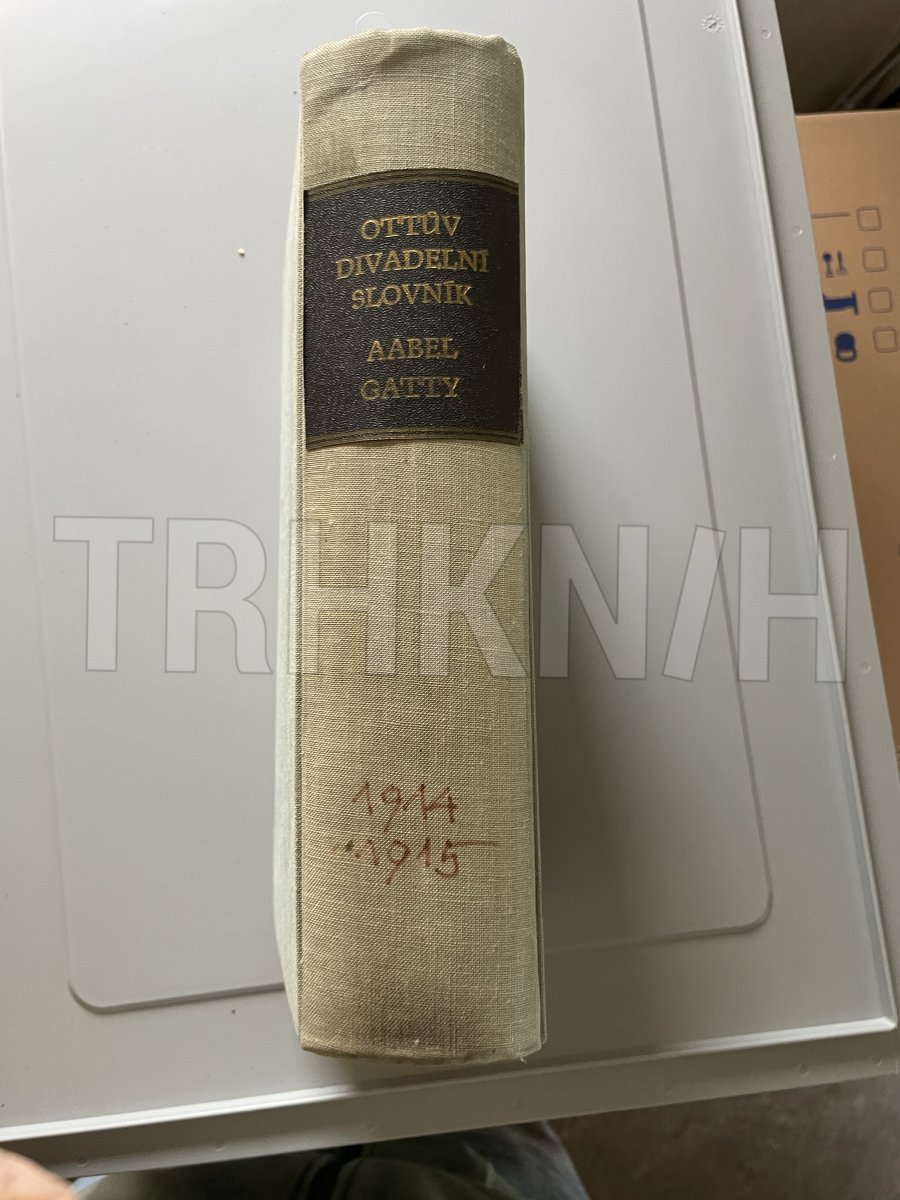 OTTŮV
DIVADELNÍ
SLOVNÍK
AABEL
GATTY
TRHKNIH
1914
1915